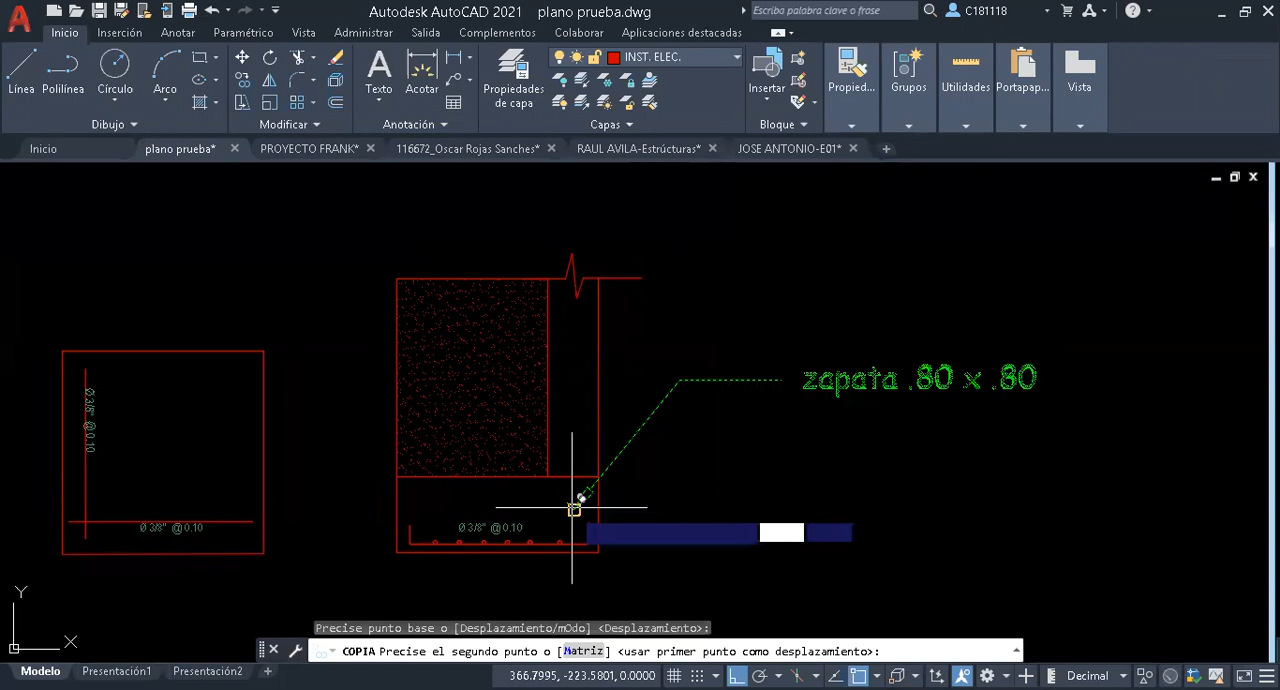 Autodesk AutoCAD 2021 plano prueba.dwg
Escriba palabra clave o frase
C181118
Inicio Inserción Anotar Paramétrico Vista Administrar Salida Complementos Colaborar Aplicaciones destacadas
INST. ELEC.
Línea Polilínea Círculo Arco
Texto Acotar
Propiedades de capa
Insertar
Propied... Grupos Utilidades Portapap... Vista
Dibujo Modificar Anotación Capas Bloque
Inicio plano prueba* PROYECTO FRANK* 116672_Oscar Rojas Sanches* RAUL AVILA-Estrúcturas* JOSE ANTONIO-E01*
zapata .80 x .80
Ø 3/8" @0.10
Ø 3/8" @0.10
Ø 3/8" @0.10
Y
X
Precise punto base o [Desplazamiento/mOdo] <Desplazamiento>:
COPIA Precise el segundo punto o [Matriz] <usar primer punto como desplazamiento>:
Modelo Presentación1 Presentación2
366.7995, -223.5801, 0.0000
Decimal